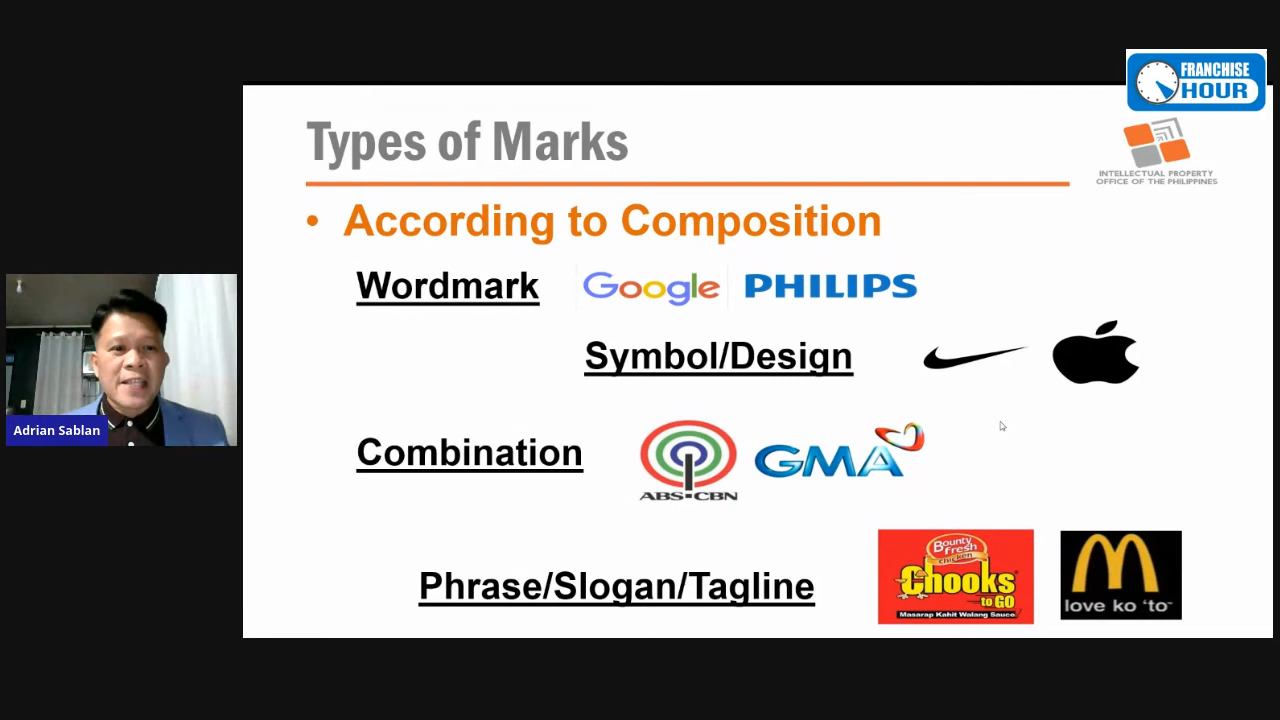 FRANCHISE
HOUR
Types of Marks
INTELLECTUAL PROPERTY
OFFICE OF THE PHILIPPINES
• According to Composition
Wordmark Google PHILIPS
Symbol/Design
Combination ABS-CBN GMA
Adrian Sablan
Phrase/Slogan/Tagline
Bounty
fresh
chicken
Chooks
to GO
Masarap Kahit Walang Sauce
love ko 'to™